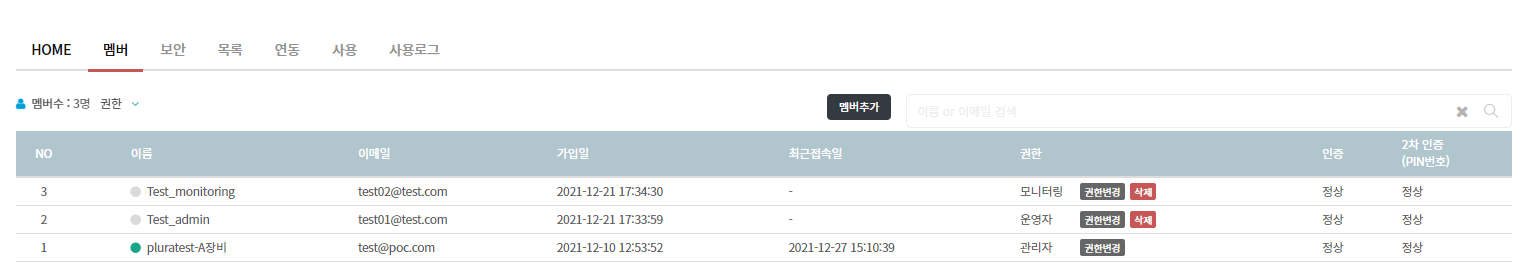 HOME 멤버 보안 목록 연동 사용 사용로그
멤버수 : 3명 권한
멤버추가
이름 or 이메일 검색
NO 이름 이메일 가입일 최근접속일 권한 인증 2차 인증
(PIN번호)
3 Test_monitoring test02@test.com 2021-12-21 17:34:30 - 모니터링 권한변경 삭제 정상 정상
2 Test_admin test01@test.com 2021-12-21 17:33:59 - 운영자 권한변경 삭제 정상 정상
1 pluratest-A장비 test@poc.com 2021-12-10 12:53:52 2021-12-27 15:10:39 관리자 권한변경 정상 정상